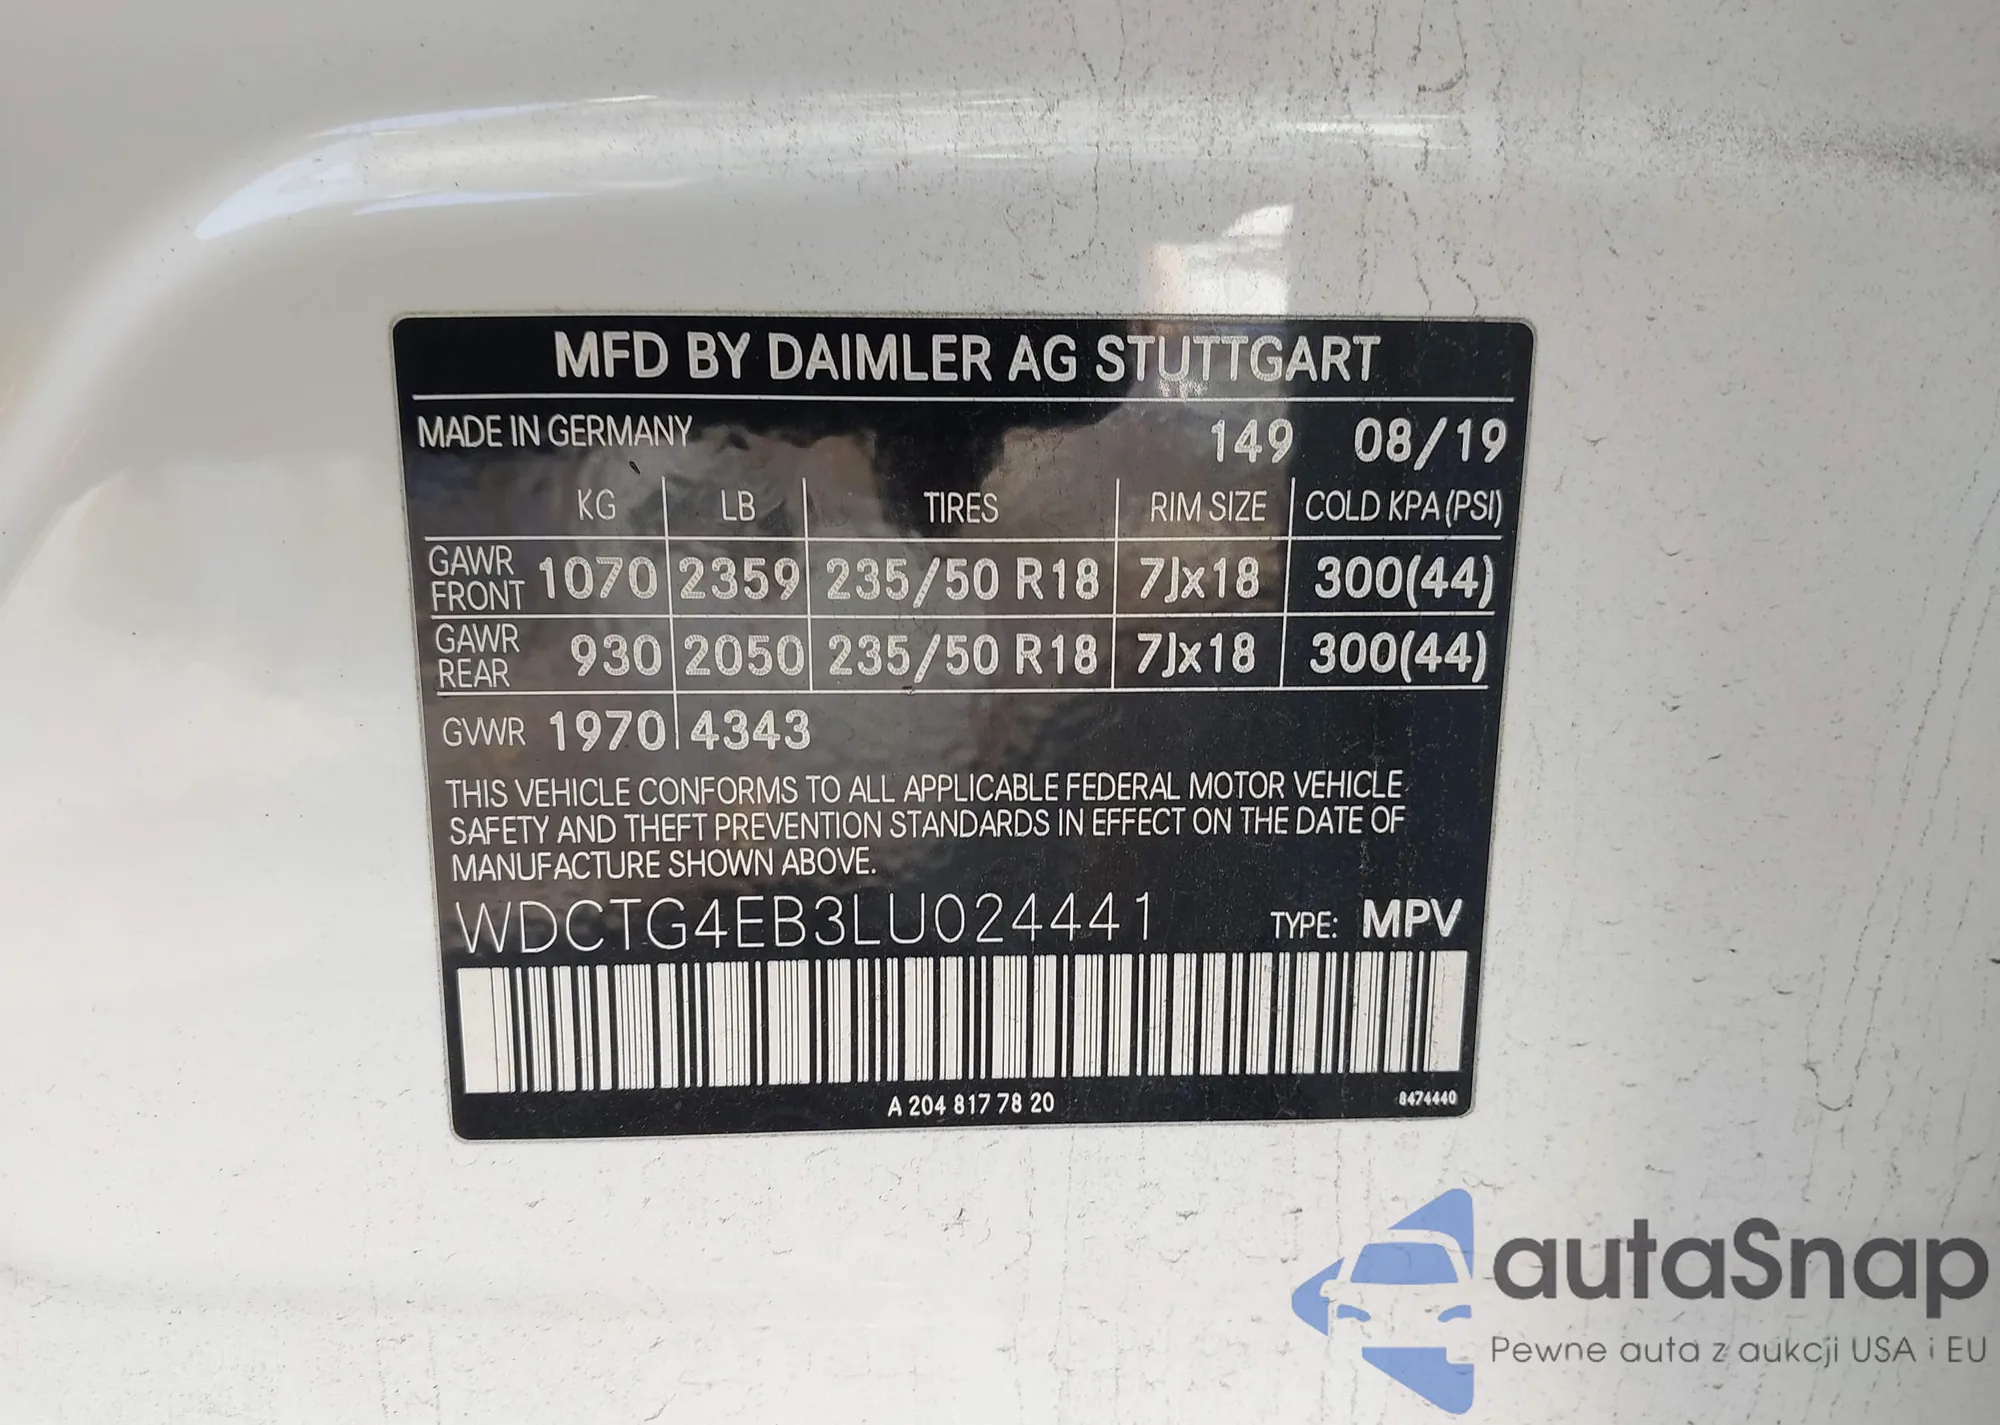 MFD BY DAIMLER AG STUTTGART
MADE IN GERMANY 149 08/19
KG LB TIRES RIM SIZE COLD KPA (PSI)
GAWR FRONT 1070 2359 235/50 R18 7Jx18 300(44)
GAWR REAR 930 2050 235/50 R18 7Jx18 300(44)
GVWR 1970 4343
THIS VEHICLE CONFORMS TO ALL APPLICABLE FEDERAL MOTOR VEHICLE
SAFETY AND THEFT PREVENTION STANDARDS IN EFFECT ON THE DATE OF
MANUFACTURE SHOWN ABOVE.
WDCTG4EB3LU024441 TYPE: MPV
A 204 817 78 20 8474440
autaSnap
Pewne auta z aukcji USA i EU